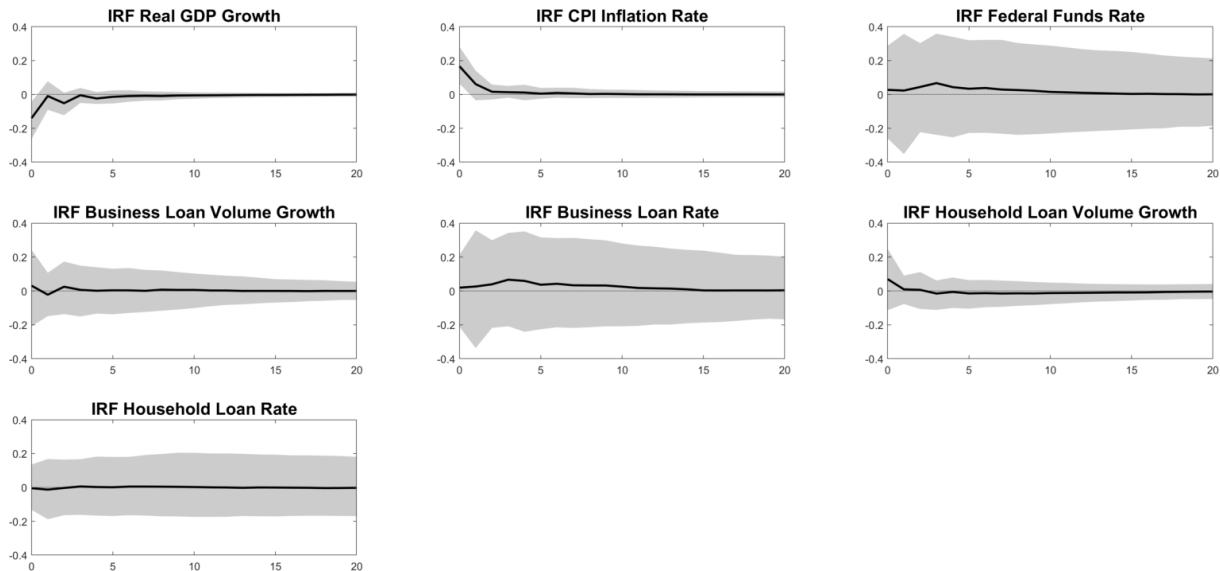 IRF Real GDP Growth
0.4
0.2
0
-0.2
-0.4
0 5 10 15 20
IRF CPI Inflation Rate
0.4
0.2
0
-0.2
-0.4
0 5 10 15 20
IRF Federal Funds Rate
0.4
0.2
0
-0.2
-0.4
0 5 10 15 20
IRF Business Loan Volume Growth
0.4
0.2
0
-0.2
-0.4
0 5 10 15 20
IRF Business Loan Rate
0.4
0.2
0
-0.2
-0.4
0 5 10 15 20
IRF Household Loan Volume Growth
0.4
0.2
0
-0.2
-0.4
0 5 10 15 20
IRF Household Loan Rate
0.4
0.2
0
-0.2
-0.4
0 5 10 15 20